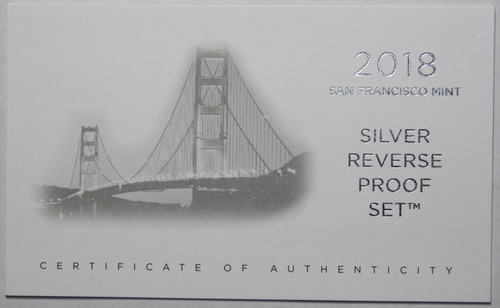 2018
SAN FRANCISCO MINT
SILVER
REVERSE
PROOF
SET™
CERTIFICATE OF AUTHENTICITY